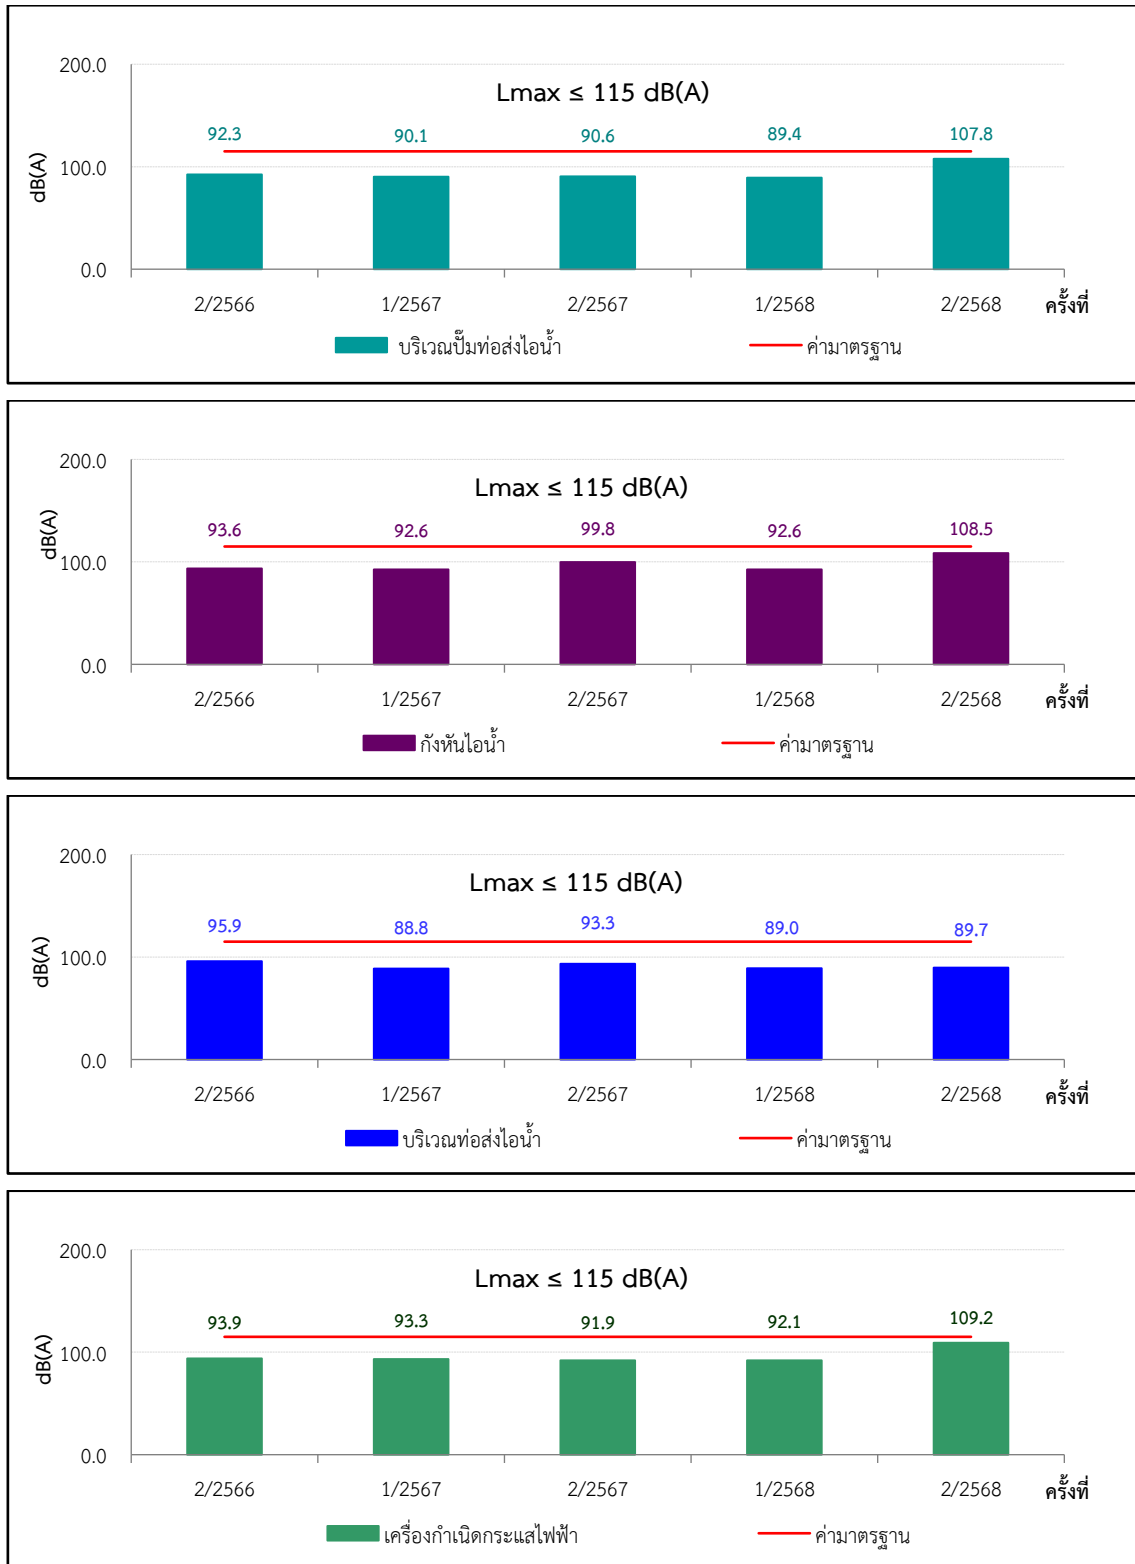 200.0
Lmax ≤ 115 dB(A)
92.3 90.1 90.6 89.4 107.8
100.0
dB(A)
0.0
2/2566 1/2567 2/2567 1/2568 2/2568 ครั้งที่
บริเวณปั๊มท่อส่งไอน้ำ ค่ามาตรฐาน
200.0
Lmax ≤ 115 dB(A)
93.6 92.6 99.8 92.6 108.5
100.0
dB(A)
0.0
2/2566 1/2567 2/2567 1/2568 2/2568 ครั้งที่
กังหันไอน้ำ ค่ามาตรฐาน
200.0
Lmax ≤ 115 dB(A)
95.9 88.8 93.3 89.0 89.7
100.0
dB(A)
0.0
2/2566 1/2567 2/2567 1/2568 2/2568 ครั้งที่
บริเวณท่อส่งไอน้ำ ค่ามาตรฐาน
200.0
Lmax ≤ 115 dB(A)
93.9 93.3 91.9 92.1 109.2
100.0
dB(A)
0.0
2/2566 1/2567 2/2567 1/2568 2/2568 ครั้งที่
เครื่องกำเนิดกระแสไฟฟ้า ค่ามาตรฐาน